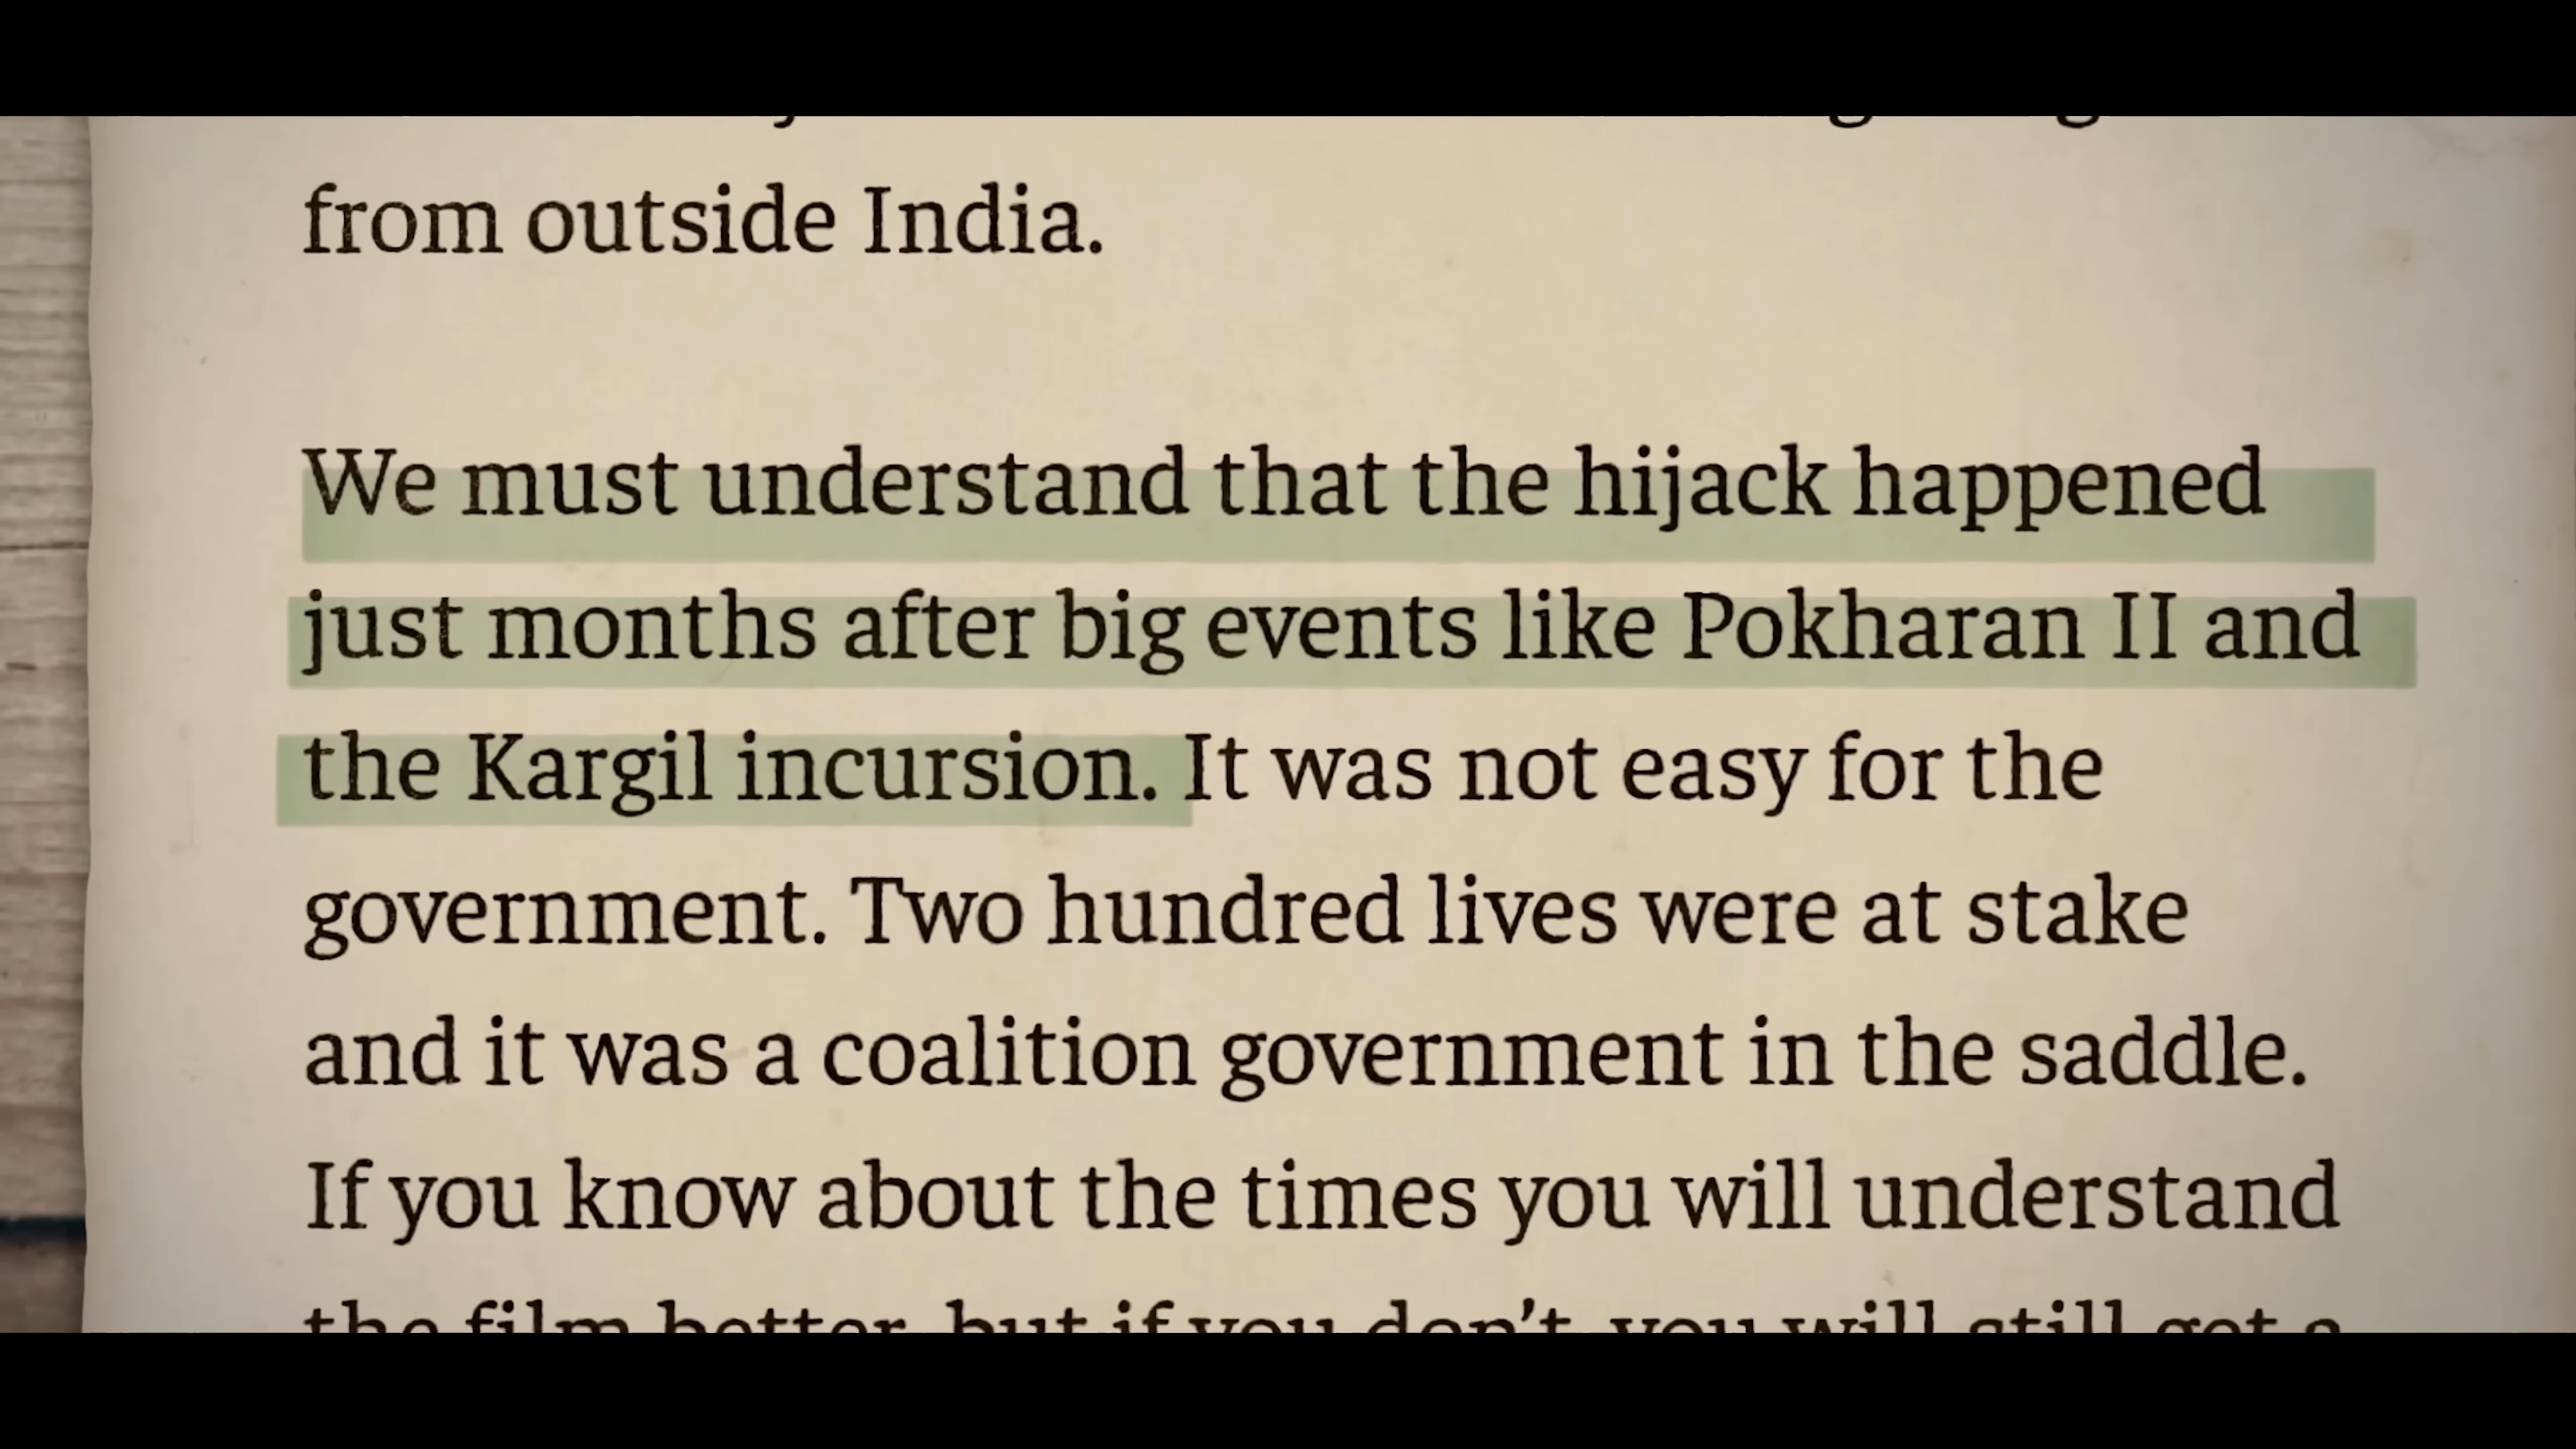 from outside India.
We must understand that the hijack happened
just months after big events like Pokharan II and
the Kargil incursion. It was not easy for the
government. Two hundred lives were at stake
and it was a coalition government in the saddle.
If you know about the times you will understand
the film better, but if you don't, you will still get a